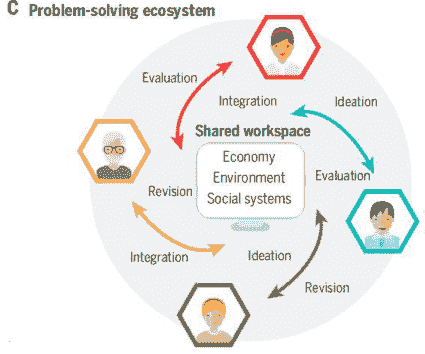 C Problem-solving ecosystem
Evaluation
Integration
Ideation
Shared workspace
Economy
Environment
Social systems
Evaluation
Revision
Integration
Ideation
Revision